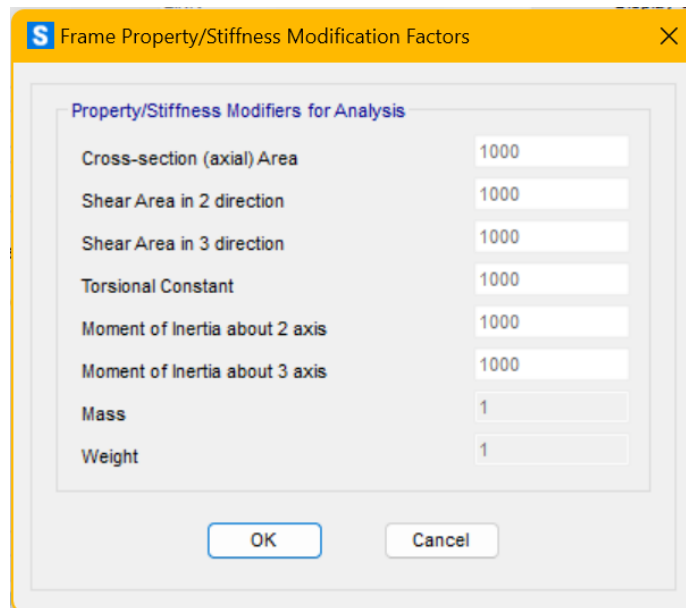 S Frame Property/Stiffness Modification Factors
Property/Stiffness Modifiers for Analysis
Cross-section (axial) Area 1000
Shear Area in 2 direction 1000
Shear Area in 3 direction 1000
Torsional Constant 1000
Moment of Inertia about 2 axis 1000
Moment of Inertia about 3 axis 1000
Mass 1
Weight 1
OK Cancel